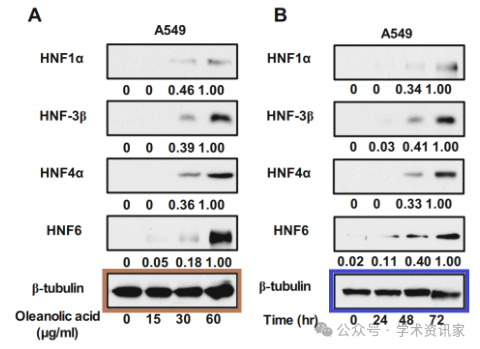 A
A549
HNF1α
0 0 0.46 1.00
HNF-3β
0 0 0.39 1.00
HNF4α
0 0 0.36 1.00
HNF6
0 0.05 0.18 1.00
β-tubulin
Oleanolic acid 0 15 30 60
(μg/ml)
B
A549
HNF1α
0 0 0.34 1.00
HNF-3β
0 0.03 0.41 1.00
HNF4α
0 0 0.33 1.00
HNF6
0.02 0.11 0.40 1.00
β-tubulin
Time (hr) 0 24 48 72
公众号 · 学术资讯家